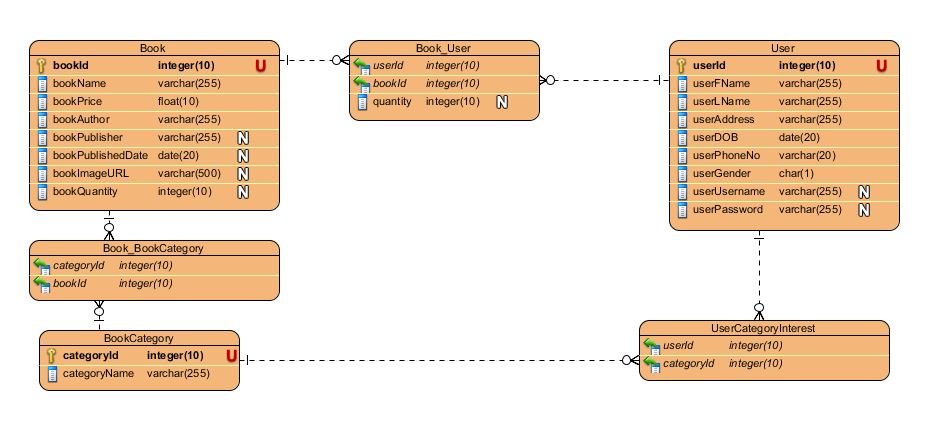 Book
bookId integer(10) U
bookName varchar(255)
bookPrice float(10)
bookAuthor varchar(255)
bookPublisher varchar(255) N
bookPublishedDate date(20) N
bookImageURL varchar(500) N
bookQuantity integer(10) N
Book_User
userId integer(10)
bookId integer(10)
quantity integer(10) N
User
userId integer(10) U
userFName varchar(255)
userLName varchar(255)
userAddress varchar(255)
userDOB date(20)
userPhoneNo varchar(20)
userGender char(1)
userUsername varchar(255) N
userPassword varchar(255) N
Book_BookCategory
categoryId integer(10)
bookId integer(10)
BookCategory
categoryId integer(10) U
categoryName varchar(255)
UserCategoryInterest
userId integer(10)
categoryId integer(10)